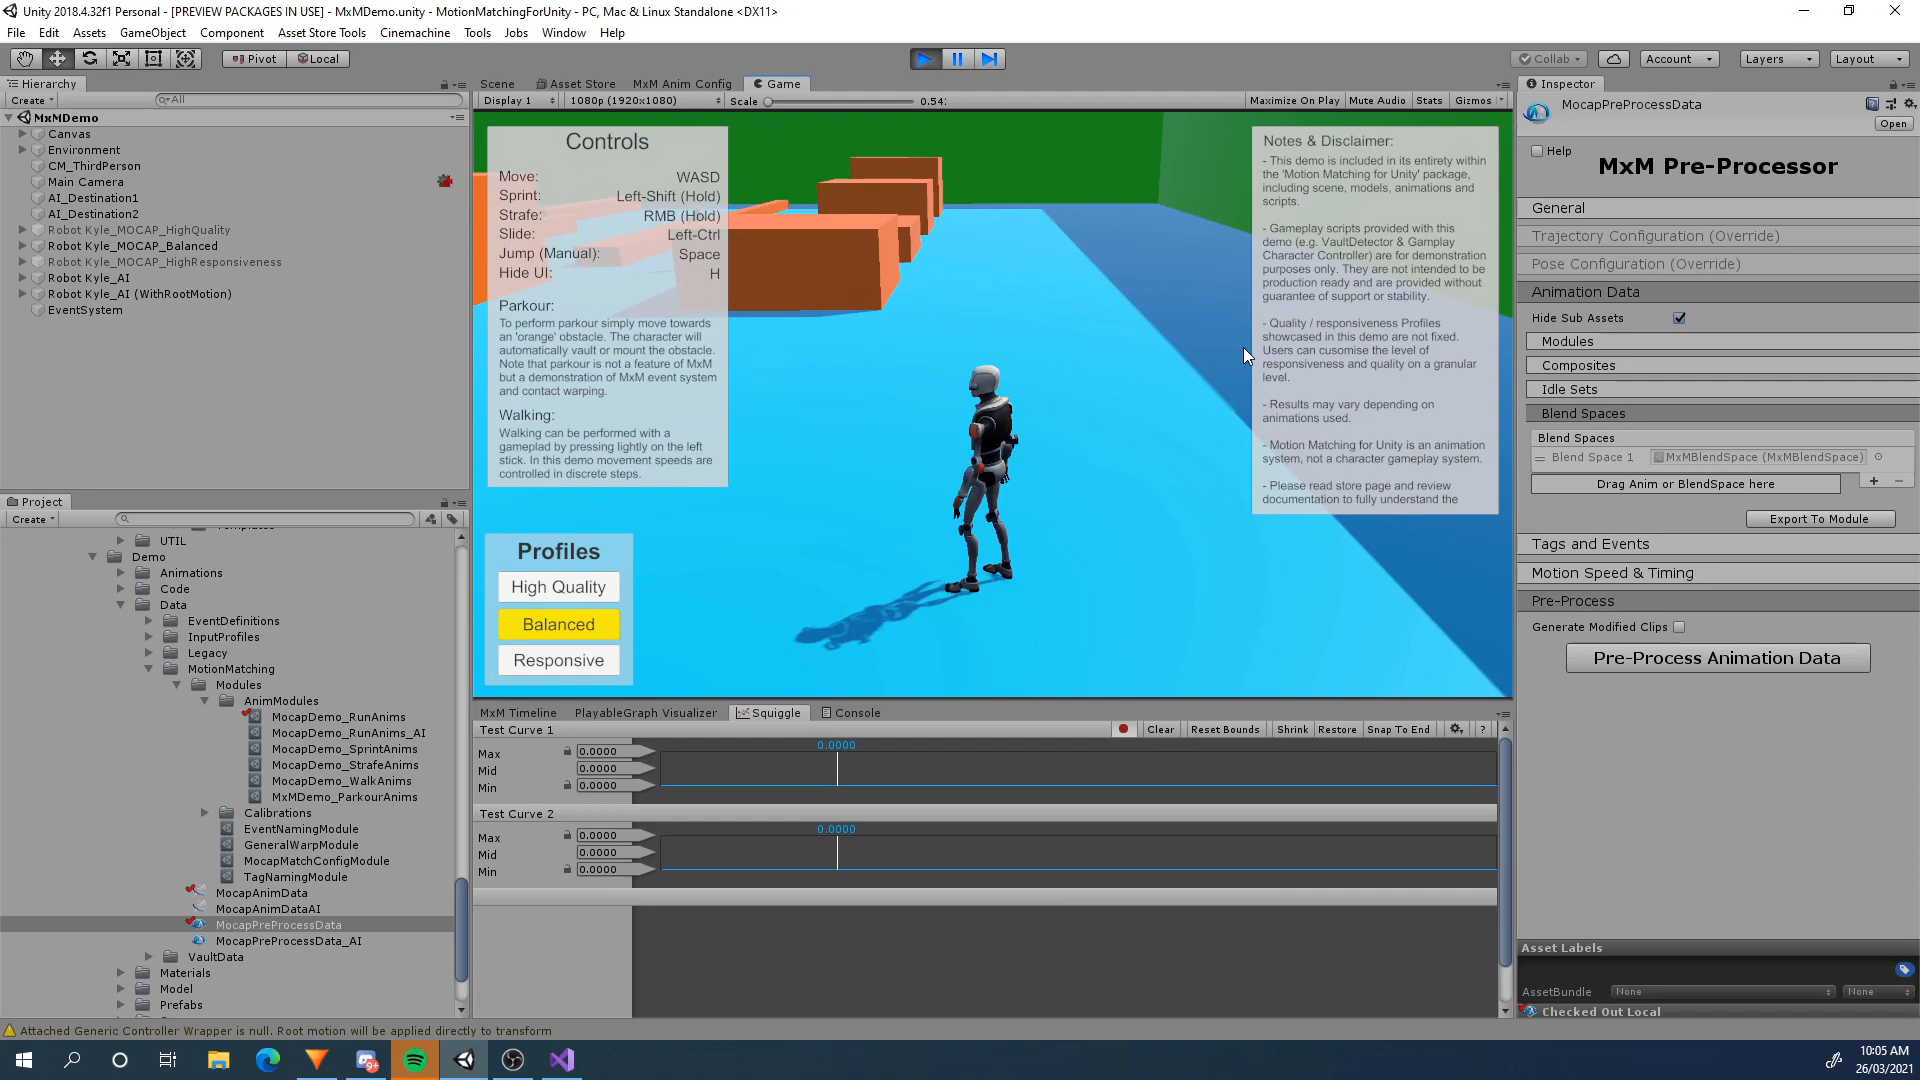 Unity 2018.4.32f1 Personal - [PREVIEW PACKAGES IN USE] - MxMDemo.unity - MotionMatchingForUnity - PC, Mac & Linux Standalone <DX11>
File Edit Assets GameObject Component Asset Store Tools Cinemachine Tools Jobs Window Help
Pivot Local Collab Account Layers Layout
Hierarchy
Create All
MxMDemo
Canvas
Environment
CM_ThirdPerson
Main Camera
AI_Destination1
AI_Destination2
Robot Kyle_MOCAP_HighQuality
Robot Kyle_MOCAP_Balanced
Robot Kyle_MOCAP_HighResponsiveness
Robot Kyle_AI
Robot Kyle_AI (WithRootMotion)
EventSystem
Project
Create
UTIL
Demo
Animations
Code
Data
EventDefinitions
InputProfiles
Legacy
MotionMatching
Modules
AnimModules
MocapDemo_RunAnims
MocapDemo_RunAnims_AI
MocapDemo_SprintAnims
MocapDemo_StrafeAnims
MocapDemo_WalkAnims
MxMDemo_ParkourAnims
Calibrations
EventNamingModule
GeneralWarpModule
MocapMatchConfigModule
TagNamingModule
MocapAnimData
MocapAnimDataAI
MocapPreProcessData
MocapPreProcessData_AI
VaultData
Materials
Model
Prefabs
Scene Asset Store MxM Anim Config Game
Display 1 1080p (1920x1080) Scale 0.54: Maximize On Play Mute Audio Stats Gizmos
Controls
Move: WASD
Sprint: Left-Shift (Hold)
Strafe: RMB (Hold)
Slide: Left-Ctrl
Jump (Manual): Space
Hide UI: H
Parkour:
To perform parkour simply move towards
an 'orange' obstacle. The character will
automatically vault or mount the obstacle.
Note that parkour is not a feature of MxM
but a demonstration of MxM event system
and contact warping.
Walking:
Walking can be performed with a
gameplad by pressing lightly on the left
stick. In this demo movement speeds are
controlled in discrete steps.
Profiles
High Quality
Balanced
Responsive
Notes & Disclaimer:
- This demo is included in its entirety within
the 'Motion Matching for Unity' package,
including scene, models, animations and
scripts.
- Gameplay scripts provided with this
demo (e.g. VaultDetector & Gamplay
Character Controller) are for demonstration
purposes only. They are not intended to be
production ready and are provided without
guarantee of support or stability.
- Quality / responsiveness Profiles
showcased in this demo are not fixed.
Users can cusomise the level of
responsiveness and quality on a granular
level.
- Results may vary depending on
animations used.
- Motion Matching for Unity is an animation
system, not a character gameplay system.
- Please read store page and review
documentation to fully understand the
MxM Timeline PlayableGraph Visualizer Squiggle Console
Test Curve 1 Clear Reset Bounds Shrink Restore Snap To End ?
0.0000
Max 0.0000
Mid 0.0000
Min 0.0000
Test Curve 2
0.0000
Max 0.0000
Mid 0.0000
Min 0.0000
Inspector
MocapPreProcessData
Open
Help
MxM Pre-Processor
General
Trajectory Configuration (Override)
Pose Configuration (Override)
Animation Data
Hide Sub Assets
Modules
Composites
Idle Sets
Blend Spaces
Blend Spaces
Blend Space 1 MxMBlendSpace (MxMBlendSpace)
Drag Anim or BlendSpace here + −
Export To Module
Tags and Events
Motion Speed & Timing
Pre-Process
Generate Modified Clips
Pre-Process Animation Data
Asset Labels
AssetBundle None None
Checked Out Local
Attached Generic Controller Wrapper is null. Root motion will be applied directly to transform
9+
10:05 AM
26/03/2021